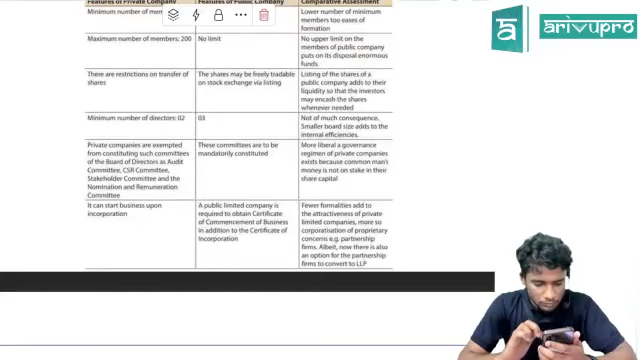 Features of Private Company
Features of Public Company
Comparative Assessment
Minimum number of
Lower number of minimum
members too eases of
formation
Maximum number of members: 200
No limit
No upper limit on the
members of public company
puts on its disposal enormous
funds.
There are restrictions on transfer of
shares
The shares may be freely tradable
on stock exchange via listing
Listing of the shares of a
public company adds to their
liquidity so that the investors
may encash the shares
whenever needed
Minimum number of directors: 02
03
Not of much consequence.
Smaller board size adds to the
internal efficiencies.
Private companies are exempted
from constituting such committees
of the Board of Directors as Audit
Committee, CSR Committee,
Stakeholder Committee and the
Nomination and Remuneration
Committee
These committees are to be
mandatorily constituted
More liberal a governance
regimen of private companies
exists because common man's
money is not on stake in their
share capital
It can start business upon
incorporation
A public limited company is
required to obtain Certificate
of Commencement of Business
in addition to the Certificate of
Incorporation
Fewer formalities add to
the attractiveness of private
limited companies, more so
corporatisation of proprietary
concerns e.g. partnership
firms. Albeit, now there is also
an option for the partnership
firms to convert to LLP
अ
arivupro